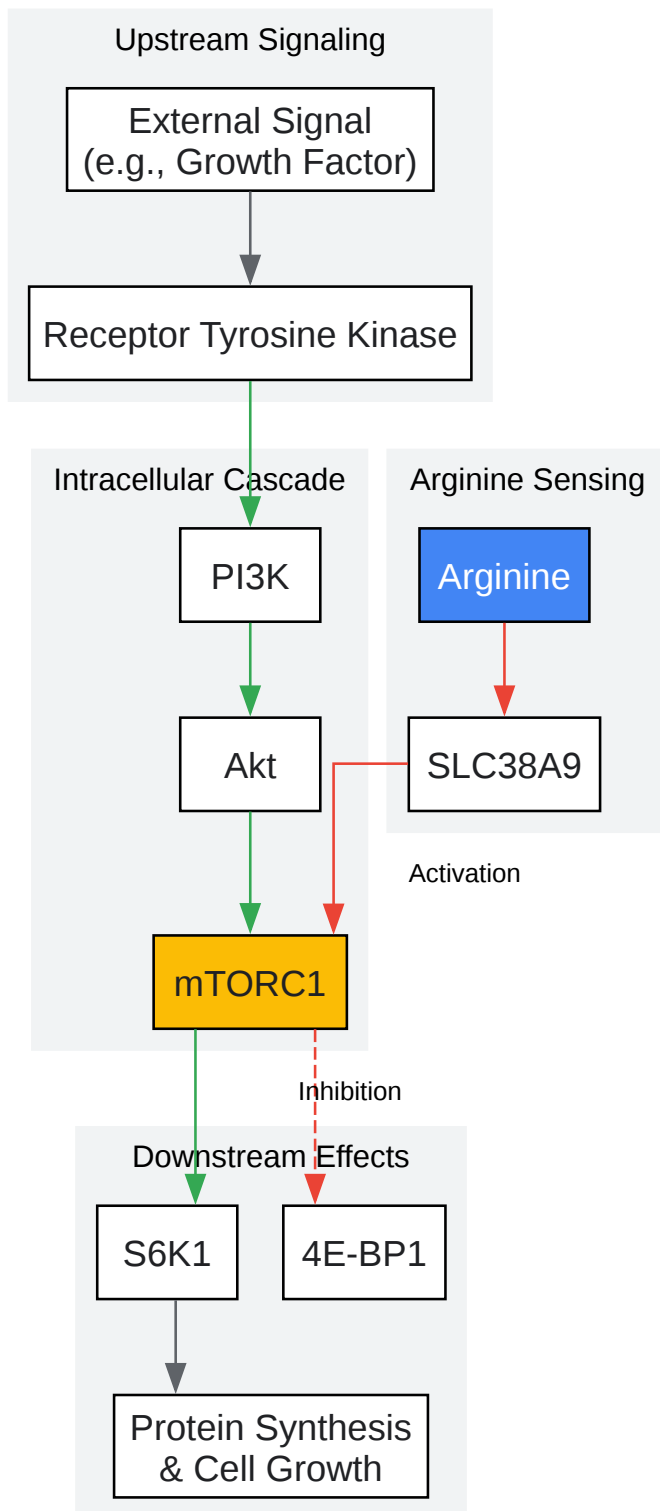 Upstream Signaling
External Signal
(e.g., Growth Factor)
Receptor Tyrosine Kinase
Intracellular Cascade
Arginine Sensing
PI3K
Arginine
Akt
SLC38A9
Activation
mTORC1
Inhibition
Downstream Effects
S6K1
4E-BP1
Protein Synthesis
& Cell Growth